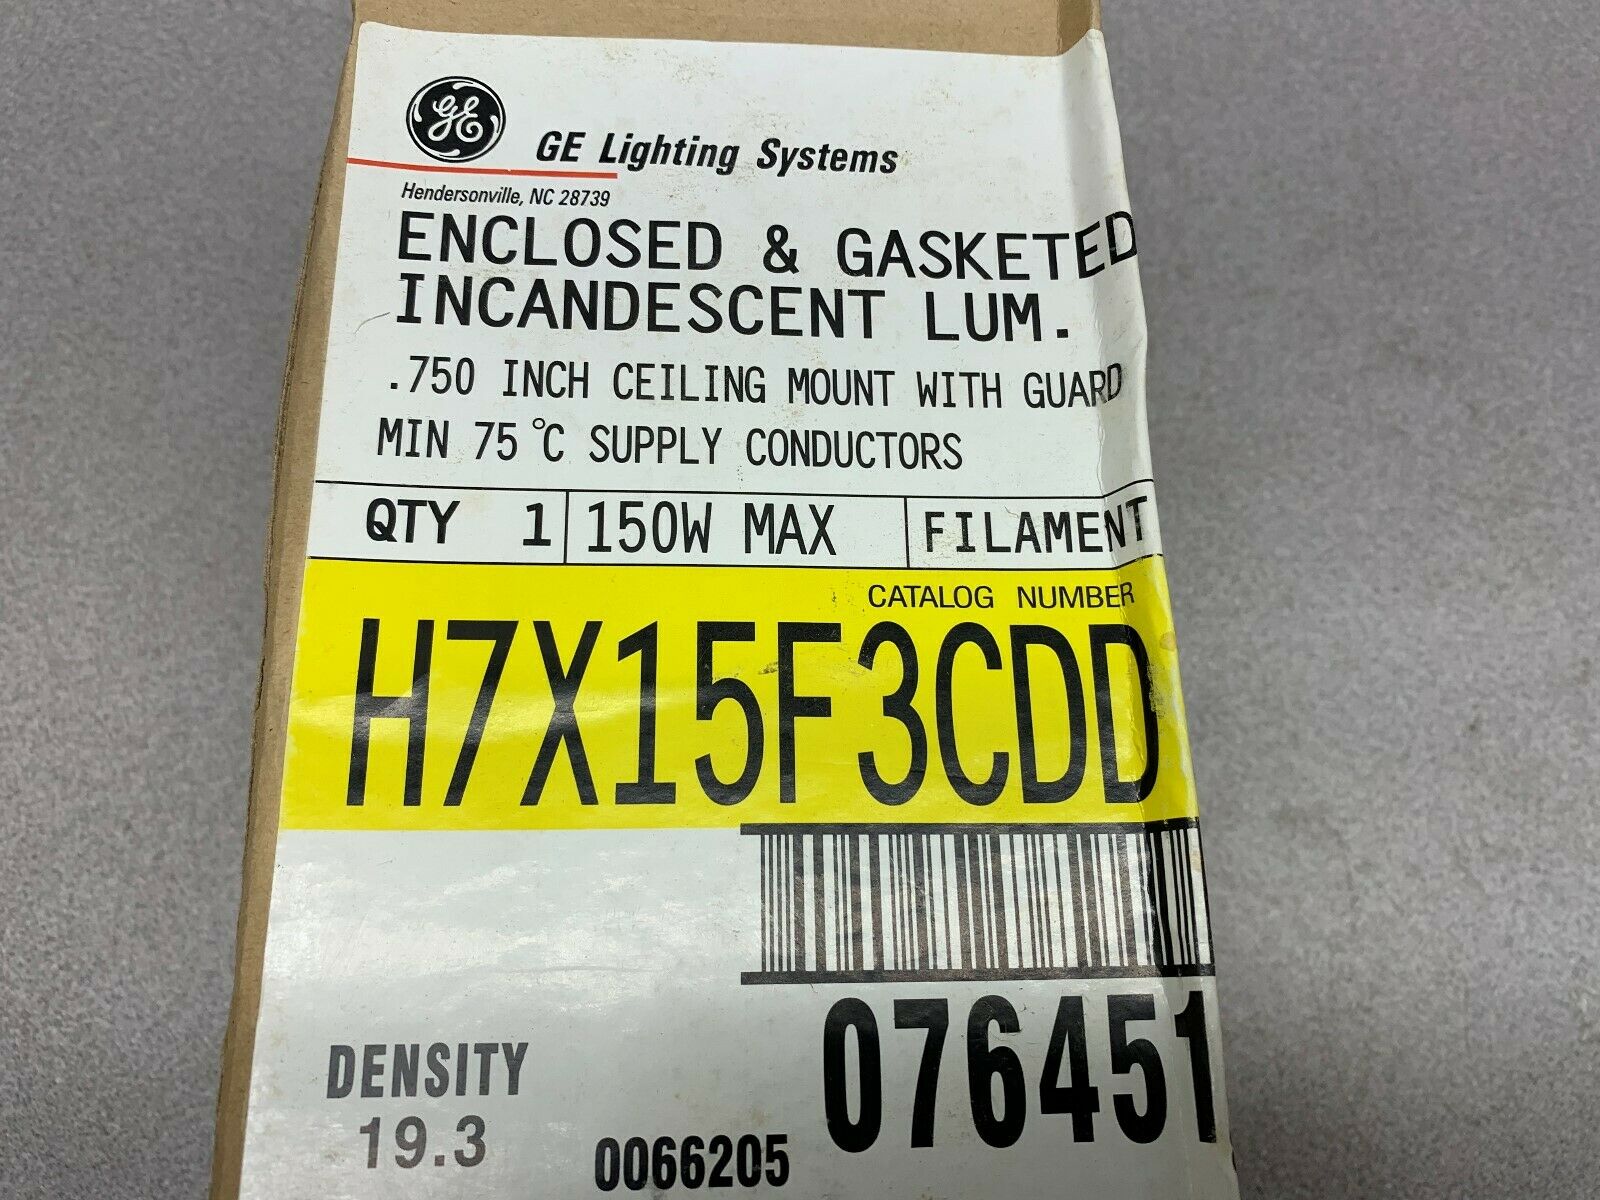 GE
GE Lighting Systems
Hendersonville, NC 28739
ENCLOSED & GASKETED
INCANDESCENT LUM.
.750 INCH CEILING MOUNT WITH GUARD
MIN 75 °C SUPPLY CONDUCTORS
QTY 1 150W MAX FILAMENT
CATALOG NUMBER
H7X15F3CDD
076451
DENSITY
19.3
0066205